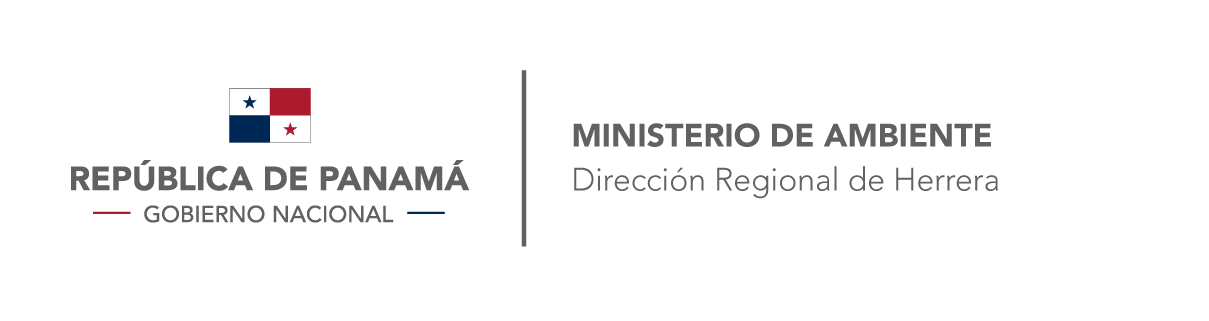 REPÚBLICA DE PANAMÁ
GOBIERNO NACIONAL
MINISTERIO DE AMBIENTE
Dirección Regional de Herrera